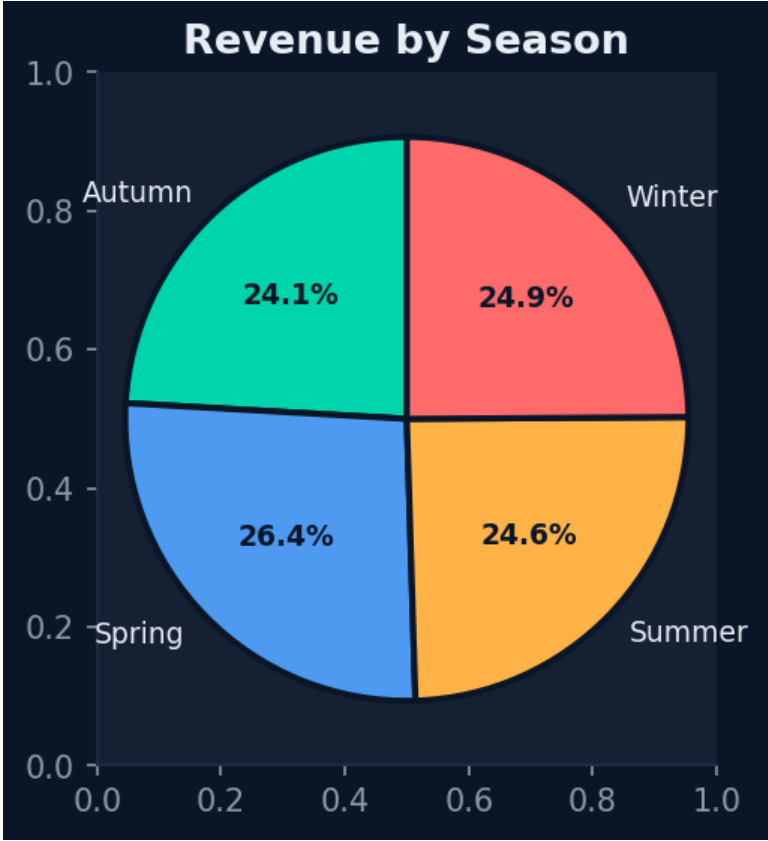 Revenue by Season
1.0
Autumn
Winter
0.8
24.1%
24.9%
0.6
0.4
26.4%
24.6%
0.2
Spring
Summer
0.0
0.0 0.2 0.4 0.6 0.8 1.0